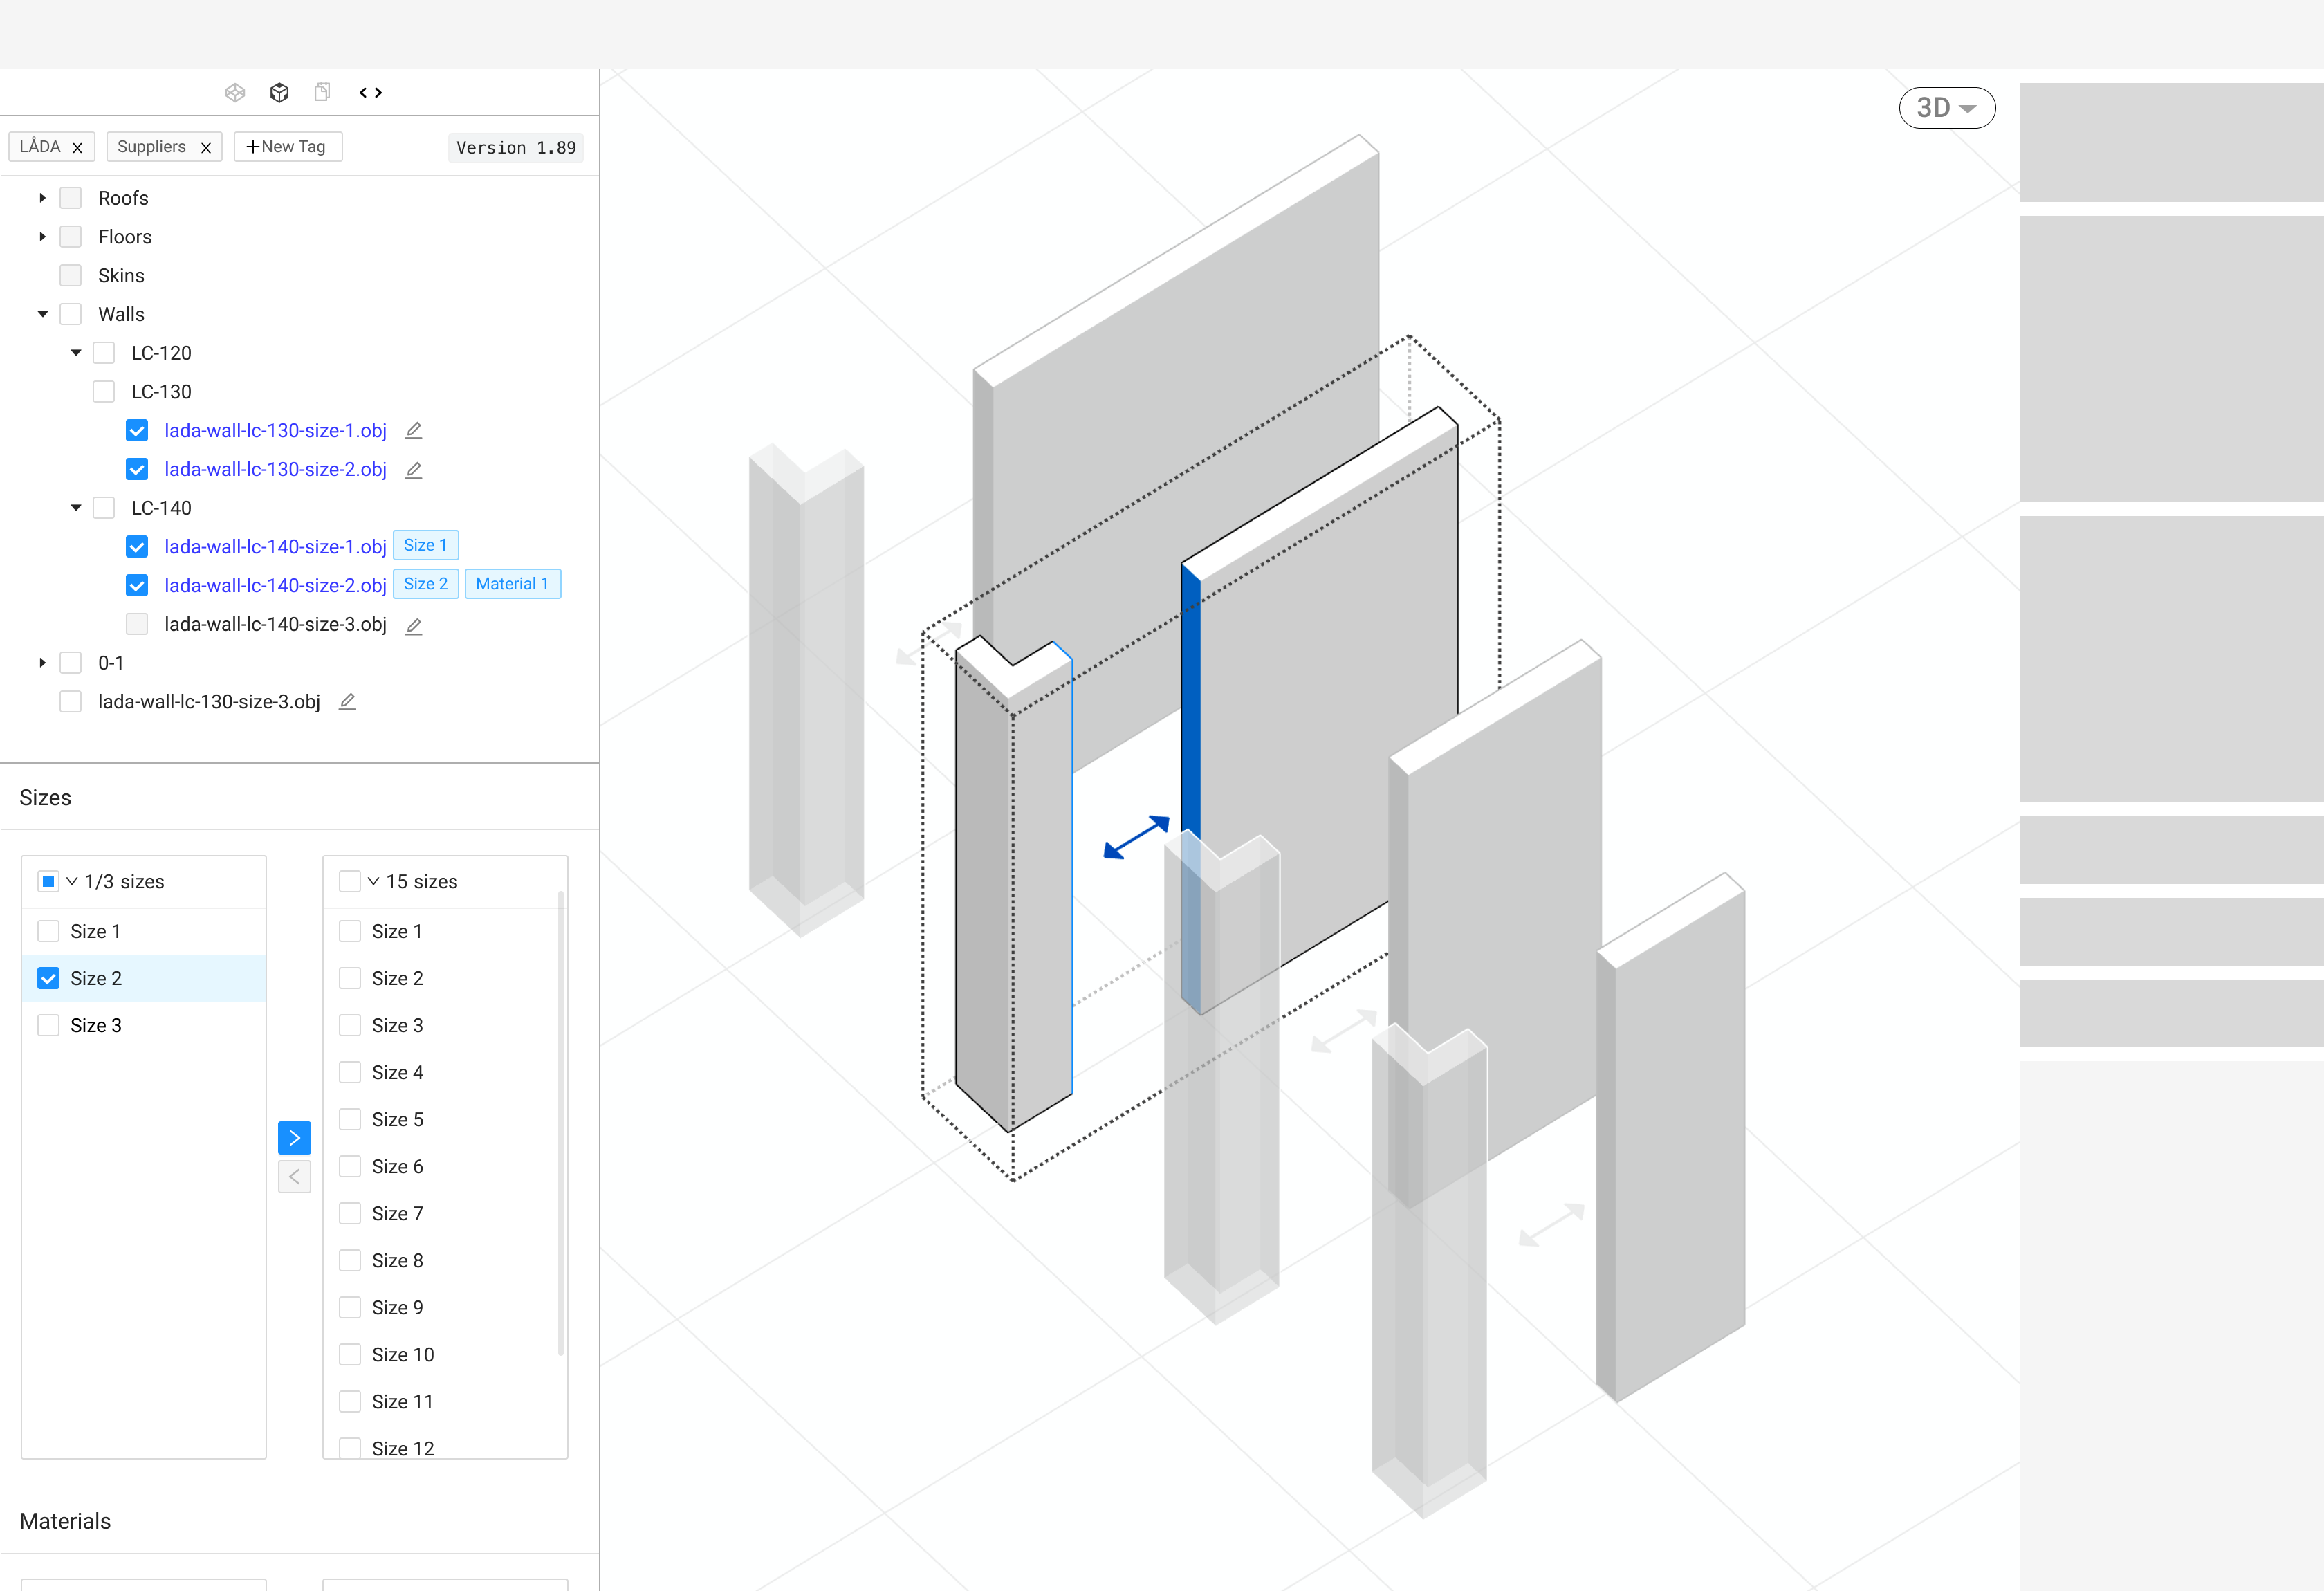 LÅDA x Suppliers x +New Tag Version 1.89
3D
Roofs
Floors
Skins
Walls
LC-120
LC-130
lada-wall-lc-130-size-1.obj
lada-wall-lc-130-size-2.obj
LC-140
lada-wall-lc-140-size-1.obj Size 1
lada-wall-lc-140-size-2.obj Size 2 Material 1
lada-wall-lc-140-size-3.obj
0-1
lada-wall-lc-130-size-3.obj
Sizes
1/3 sizes
Size 1
Size 2
Size 3
15 sizes
Size 1
Size 2
Size 3
Size 4
Size 5
Size 6
Size 7
Size 8
Size 9
Size 10
Size 11
Size 12
Materials